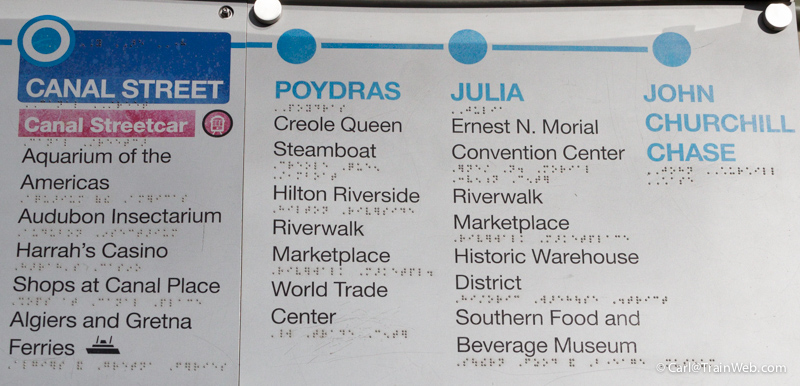 CANAL STREET
Canal Streetcar
Aquarium of the
Americas
Audubon Insectarium
Harrah's Casino
Shops at Canal Place
Algiers and Gretna
Ferries
POYDRAS
Creole Queen
Steamboat
Hilton Riverside
Riverwalk
Marketplace
World Trade
Center
JULIA
Ernest N. Morial
Convention Center
Riverwalk
Marketplace
Historic Warehouse
District
Southern Food and
Beverage Museum
JOHN
CHURCHILL
CHASE
©Carl@TrainWeb.com